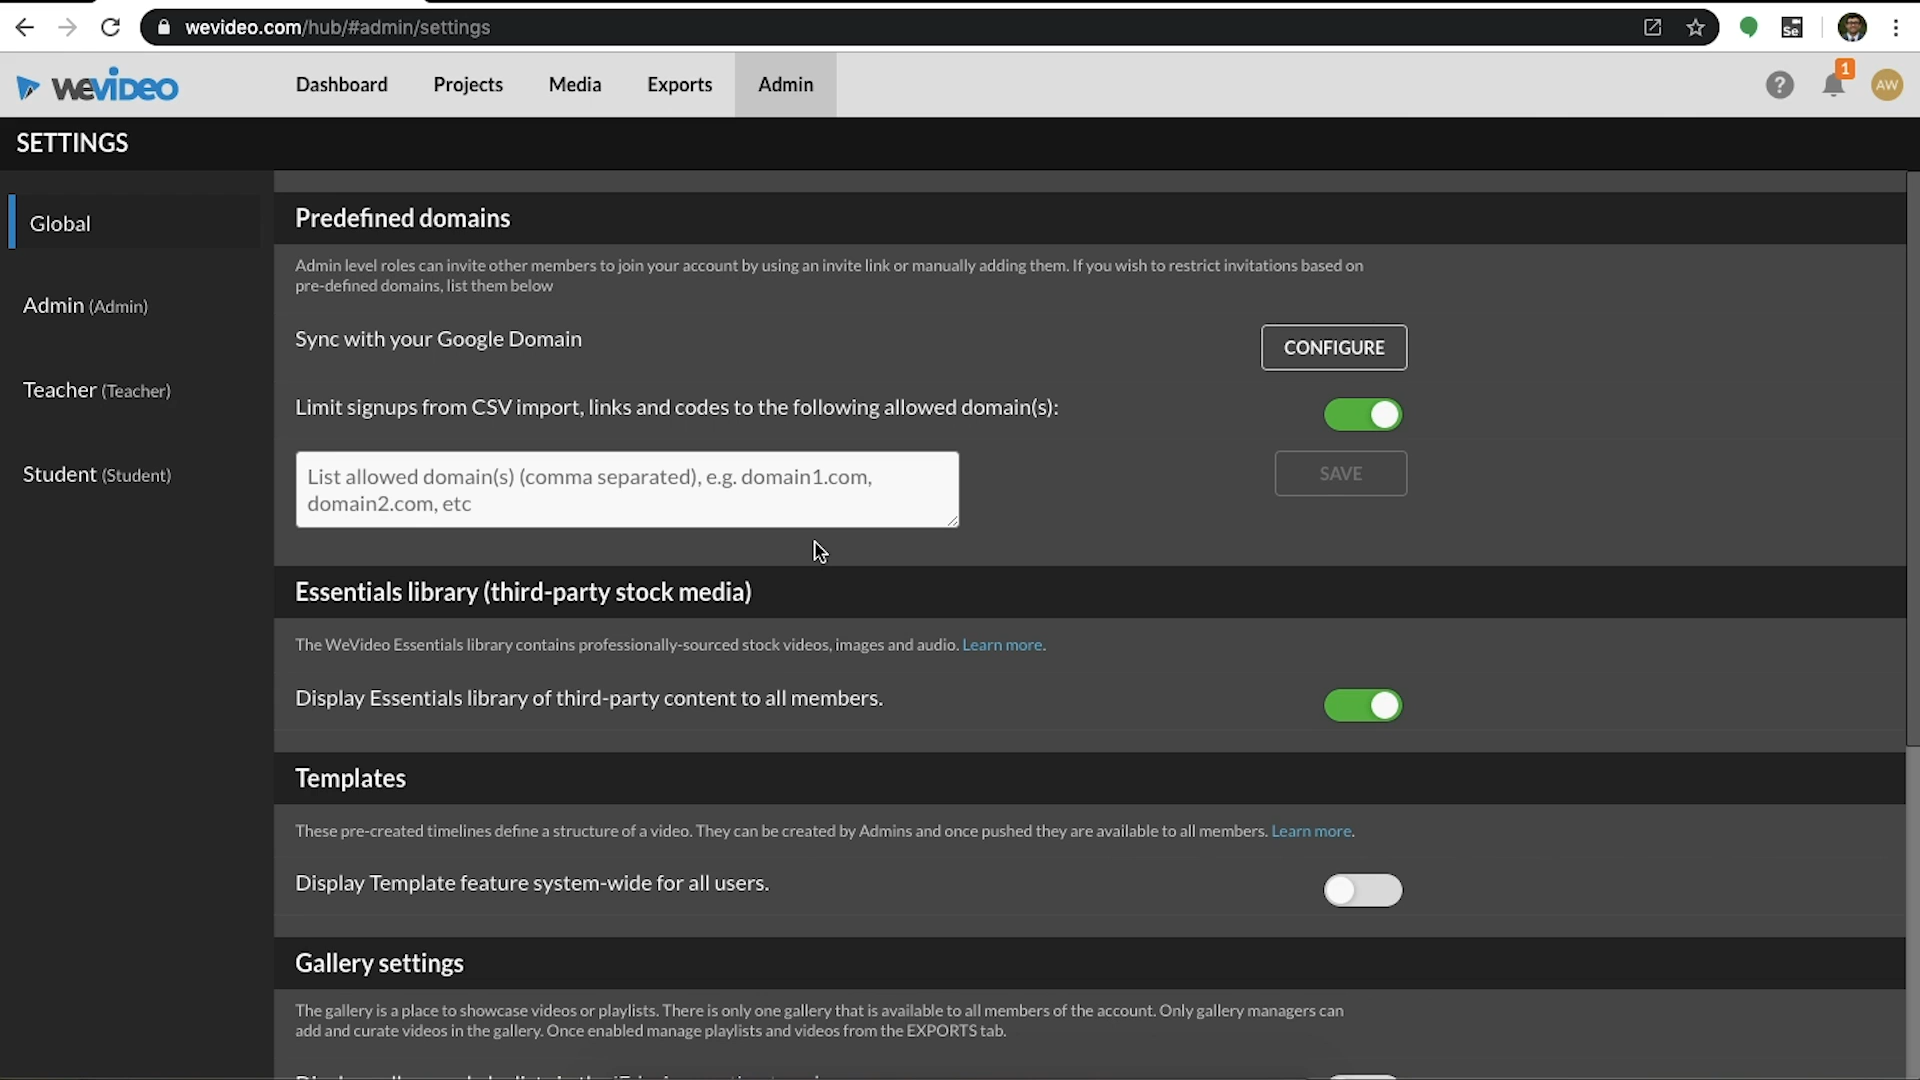 wevideo.com/hub/#admin/settings
Se
WEVIDEO
Dashboard
Projects
Media
Exports
Admin
?
1
AW
SETTINGS
Global
Admin (Admin)
Teacher (Teacher)
Student (Student)
Predefined domains
Admin level roles can invite other members to join your account by using an invite link or manually adding them. If you wish to restrict invitations based on
pre-defined domains, list them below
Sync with your Google Domain
CONFIGURE
Limit signups from CSV import, links and codes to the following allowed domain(s):
List allowed domain(s) (comma separated), e.g. domain1.com,
domain2.com, etc
SAVE
Essentials library (third-party stock media)
The WeVideo Essentials library contains professionally-sourced stock videos, images and audio. Learn more.
Display Essentials library of third-party content to all members.
Templates
These pre-created timelines define a structure of a video. They can be created by Admins and once pushed they are available to all members. Learn more.
Display Template feature system-wide for all users.
Gallery settings
The gallery is a place to showcase videos or playlists. There is only one gallery that is available to all members of the account. Only gallery managers can
add and curate videos in the gallery. Once enabled manage playlists and videos from the EXPORTS tab.